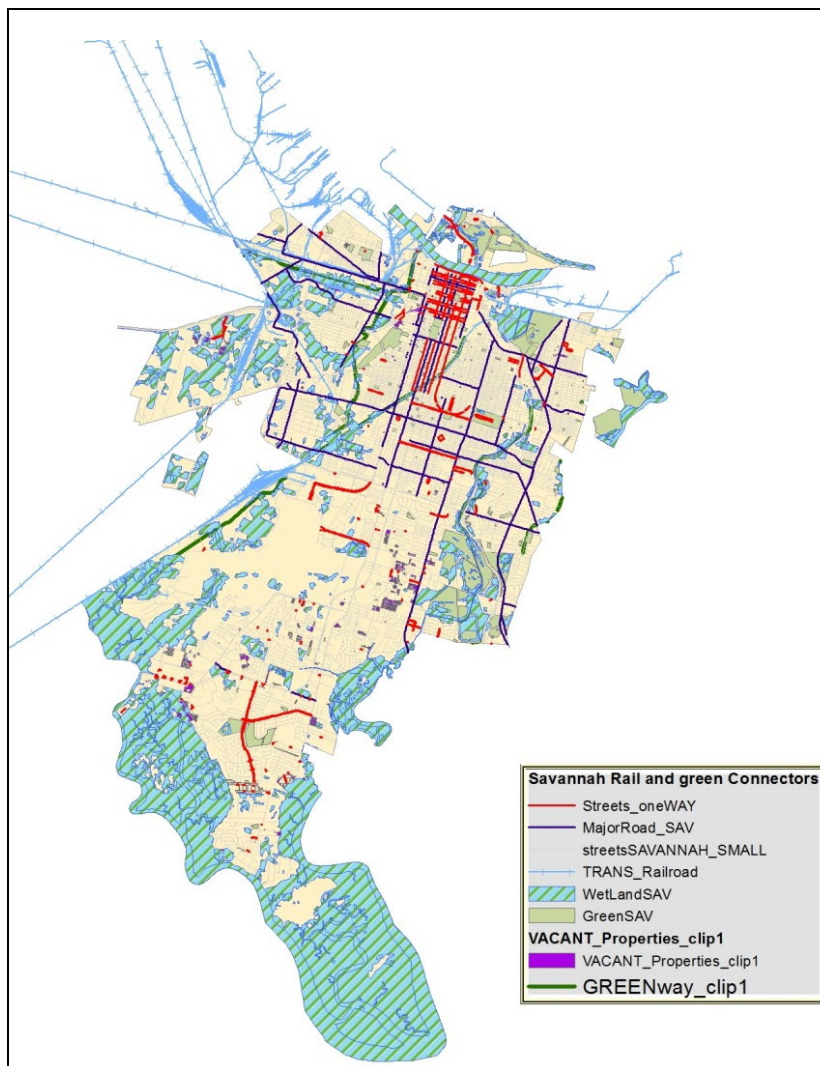 Savannah Rail and green Connectors
Streets_oneWAY
MajorRoad_SAV
streetsSAVANNAH_SMALL
TRANS_Railroad
WetLandSAV
GreenSAV
VACANT_Properties_clip1
VACANT_Properties_clip1
GREENway_clip1